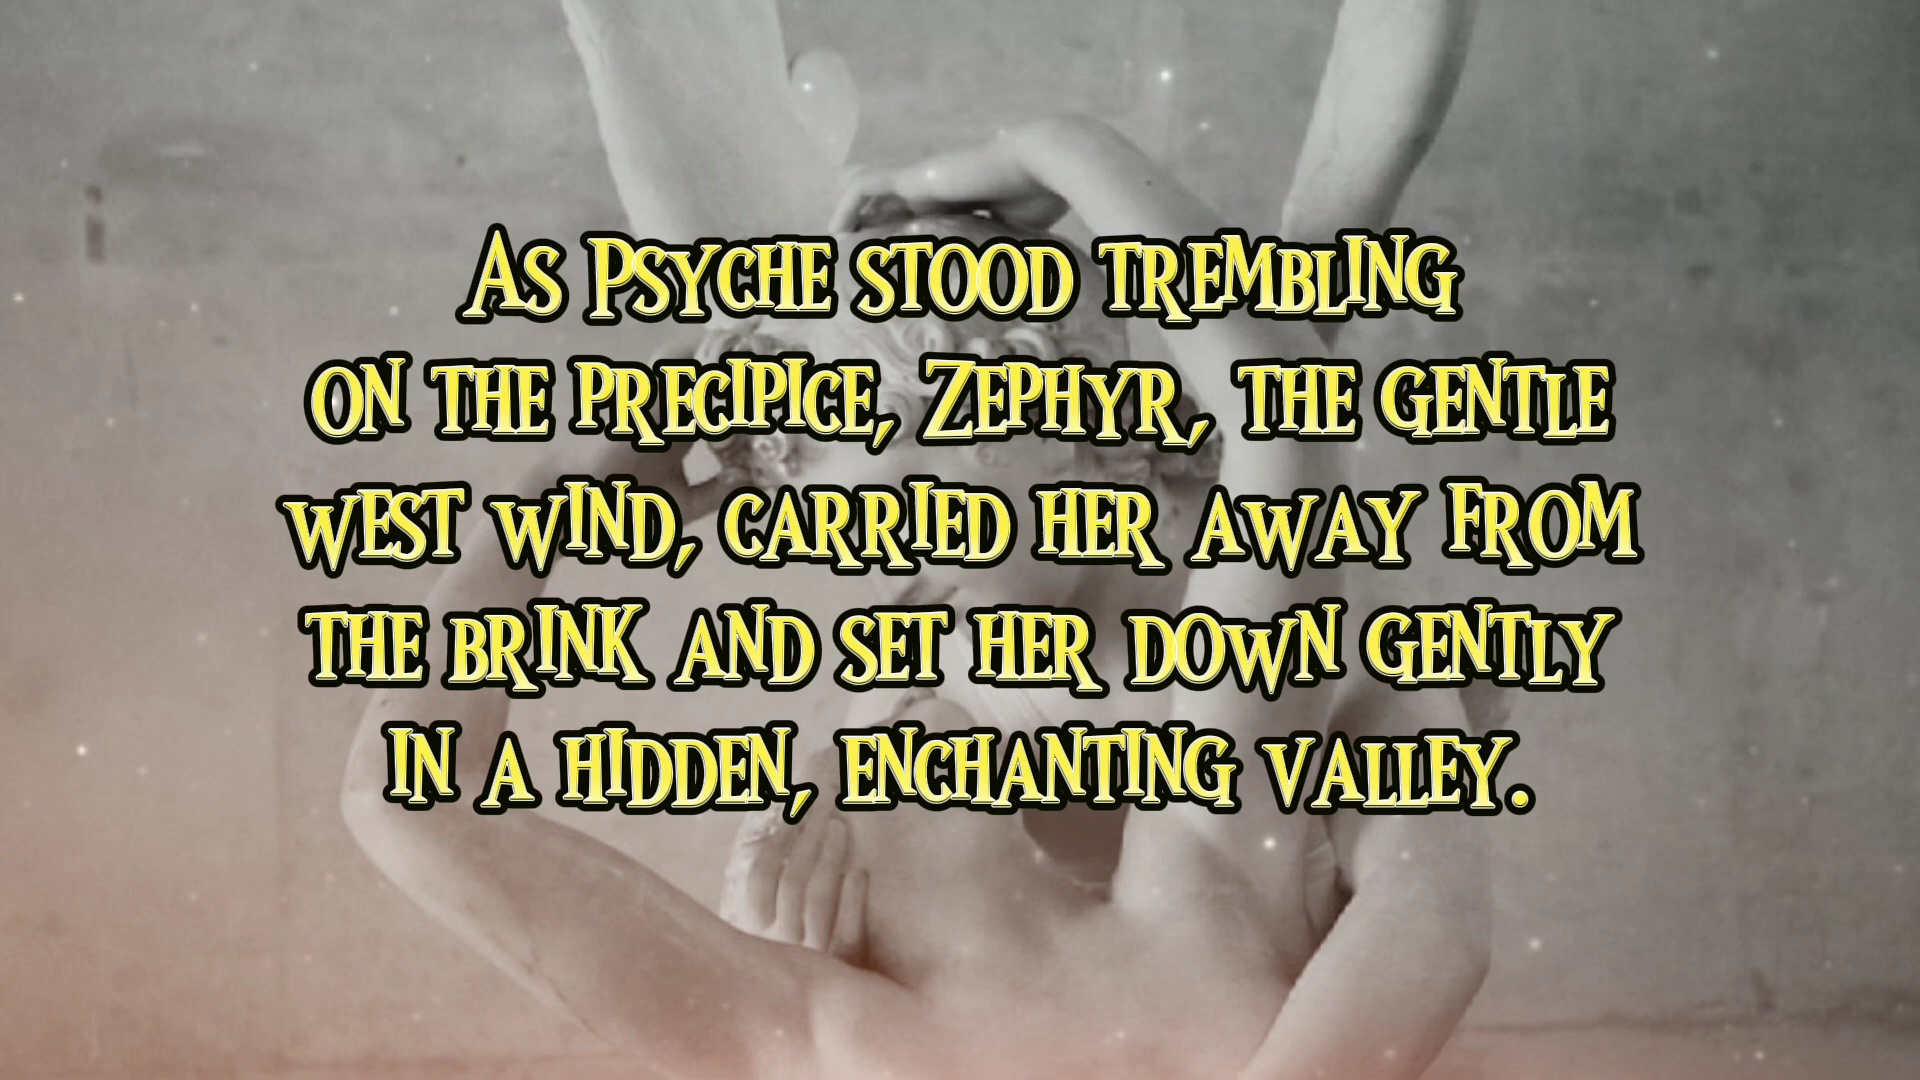 As Psyche stood trembling
on the precipice, Zephyr, the gentle
west wind, carried her away from
the brink and set her down gently
in a hidden, enchanting valley.